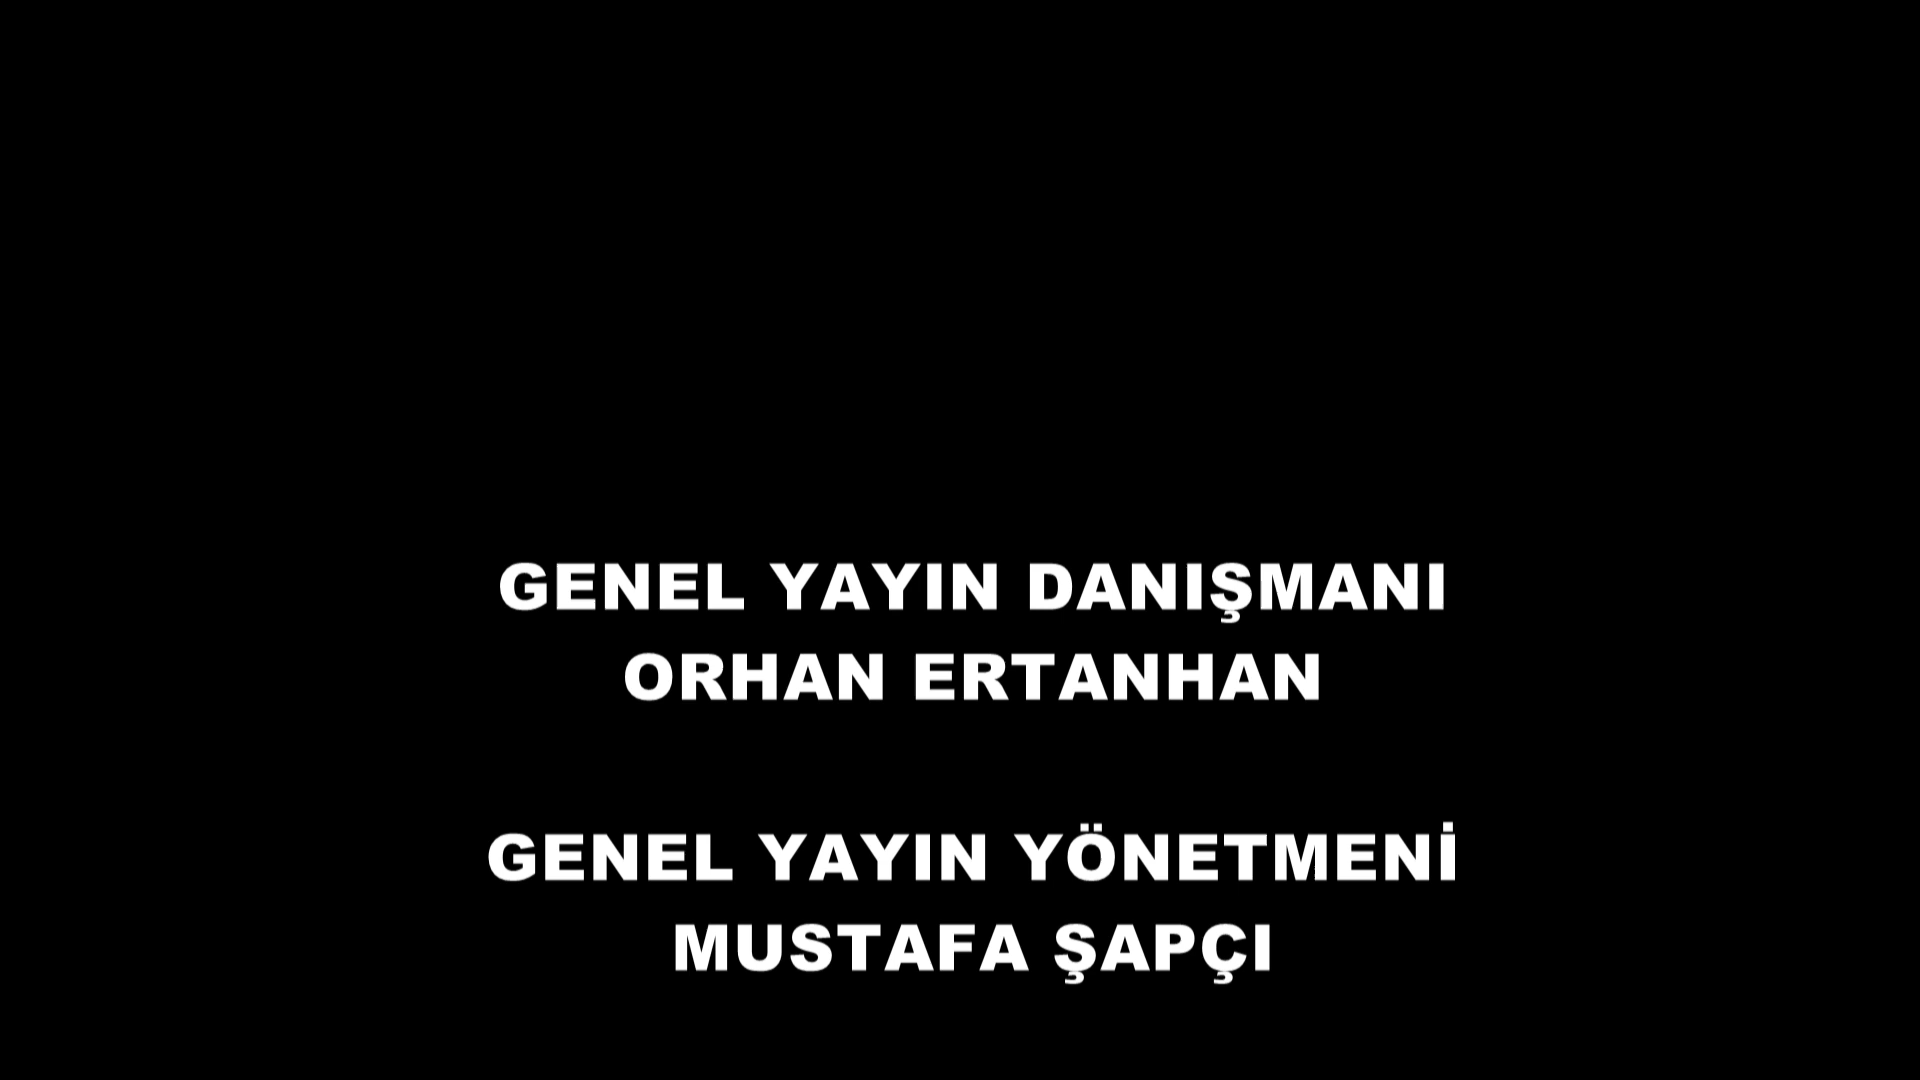 GENEL YAYIN DANIŞMANI
ORHAN ERTANHAN
GENEL YAYIN YÖNETMENİ
MUSTAFA ŞAPÇI